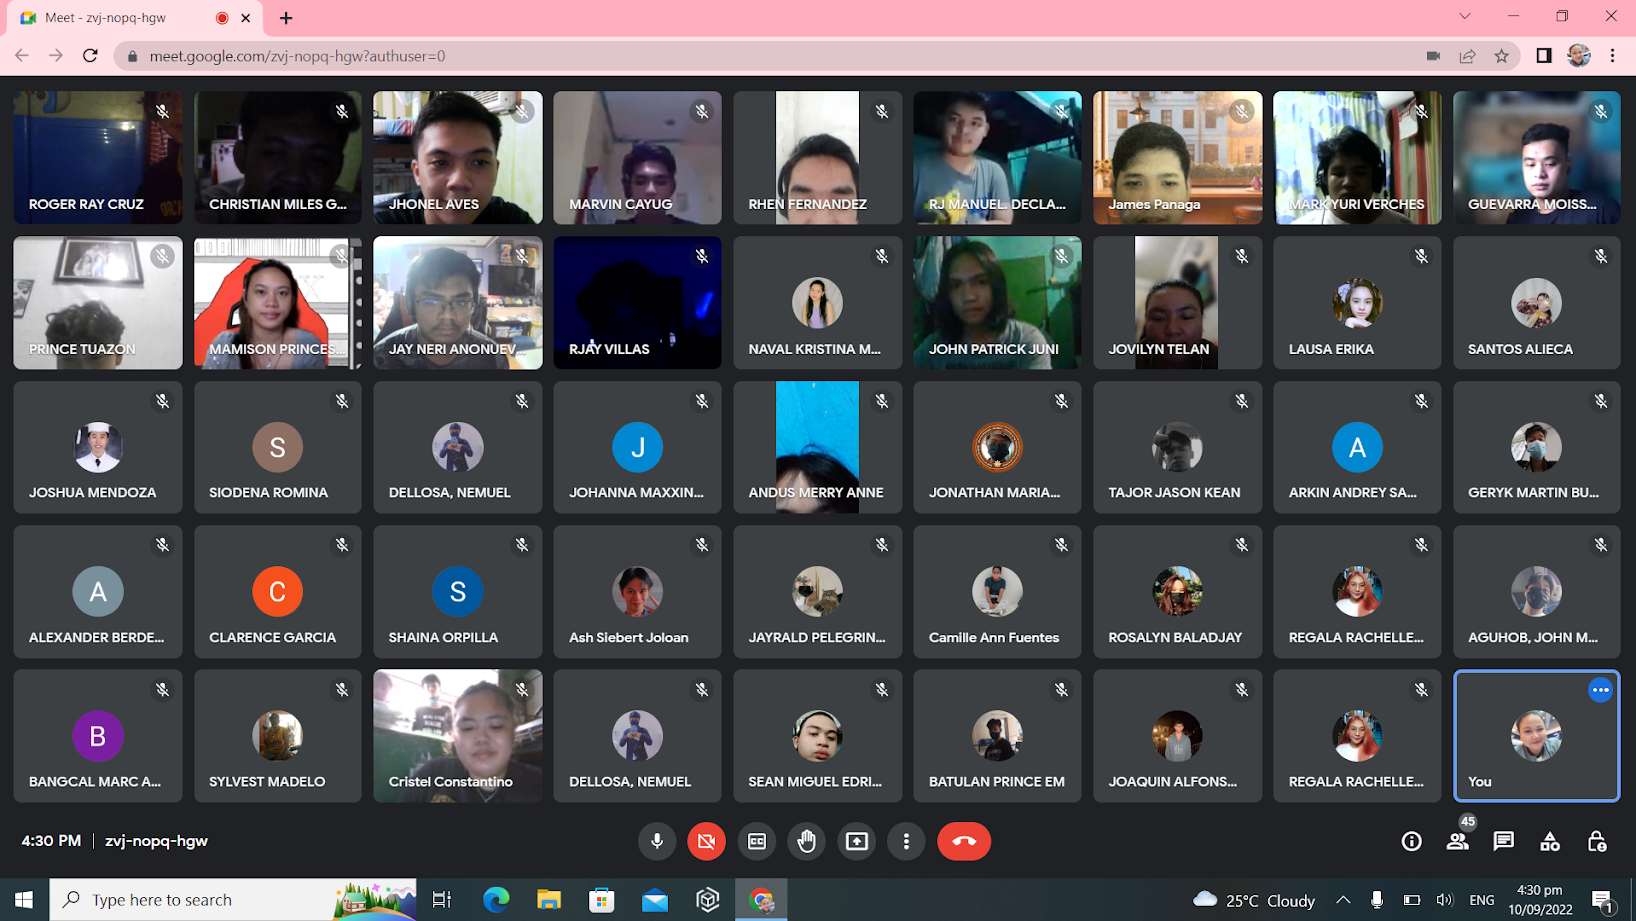 Meet - zvj-nopq-hgw
meet.google.com/zvj-nopq-hgw?authuser=0
ROGER RAY CRUZ
CHRISTIAN MILES G...
JHONEL AVES
MARVIN CAYUG
RHEN FERNANDEZ
RJ MANUEL. DECLA...
James Panaga
MARK YURI VERCHES
GUEVARRA MOISS...
PRINCE TUAZON
MAMISON PRINCES...
JAY NERI ANONUEV...
RJAY VILLAS
NAVAL KRISTINA M...
JOHN PATRICK JUNI
JOVILYN TELAN
LAUSA ERIKA
SANTOS ALIECA
JOSHUA MENDOZA
S
SIODENA ROMINA
DELLOSA, NEMUEL
J
JOHANNA MAXXIN...
ANDUS MERRY ANNE
JONATHAN MARIA...
TAJOR JASON KEAN
A
ARKIN ANDREY SA...
GERYK MARTIN BU...
A
ALEXANDER BERDE...
C
CLARENCE GARCIA
S
SHAINA ORPILLA
Ash Siebert Joloan
JAYRALD PELEGRIN...
Camille Ann Fuentes
ROSALYN BALADJAY
REGALA RACHELLE...
AGUHOB, JOHN M...
B
BANGCAL MARC A...
SYLVEST MADELO
Cristel Constantino
DELLOSA, NEMUEL
SEAN MIGUEL EDRI...
BATULAN PRINCE EM
JOAQUIN ALFONS...
REGALA RACHELLE...
You
4:30 PM | zvj-nopq-hgw
45
Type here to search
25°C Cloudy
ENG
4:30 pm
10/09/2022
1